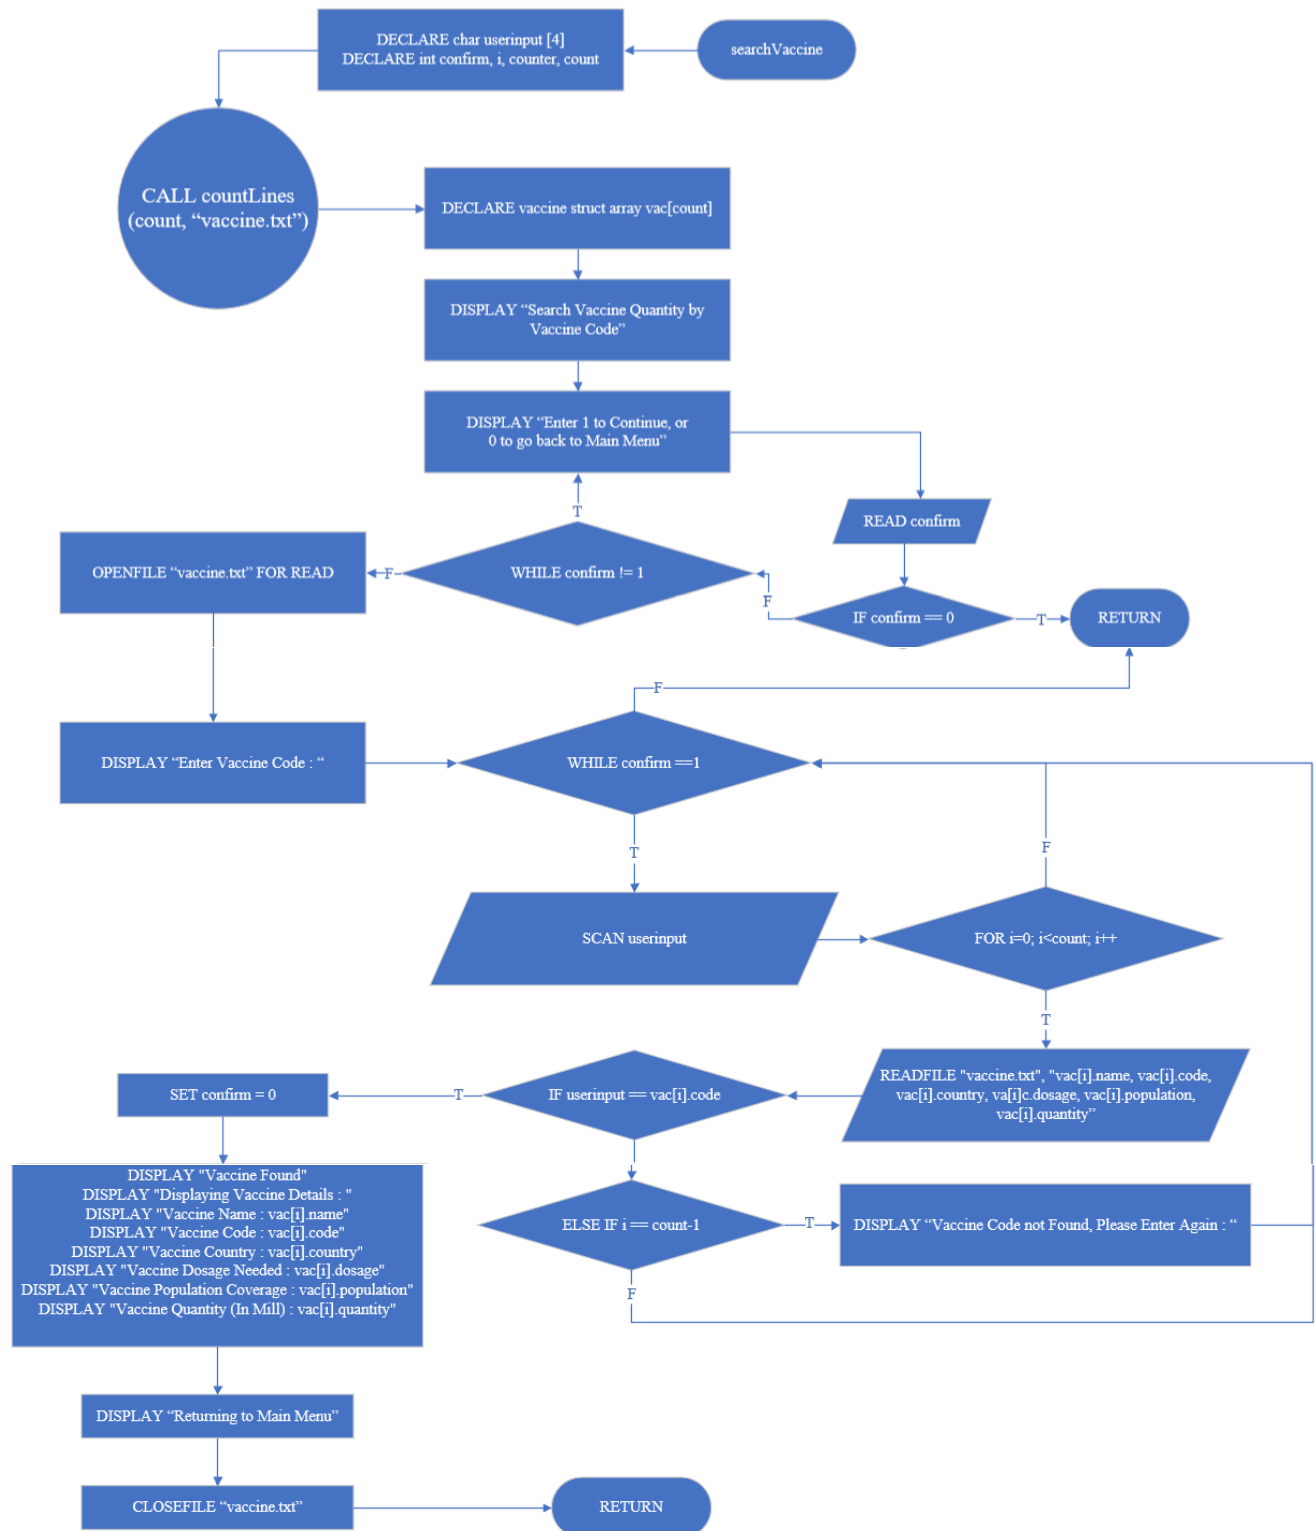 DECLARE char userinput [4]
DECLARE int confirm, i, counter, count
searchVaccine
CALL countLines
(count, “vaccine.txt”)
DECLARE vaccine struct array vac[count]
DISPLAY “Search Vaccine Quantity by
Vaccine Code”
DISPLAY “Enter 1 to Continue, or
0 to go back to Main Menu”
T
READ confirm
OPENFILE “vaccine.txt” FOR READ
F
WHILE confirm != 1
F
IF confirm == 0
T
RETURN
F
DISPLAY “Enter Vaccine Code : “
WHILE confirm ==1
T
F
SCAN userinput
FOR i=0; i<count; i++
T
READFILE "vaccine.txt", "vac[i].name, vac[i].code,
vac[i].country, va[i]c.dosage, vac[i].population,
vac[i].quantity”
IF userinput == vac[i].code
T
SET confirm = 0
DISPLAY "Vaccine Found"
DISPLAY "Displaying Vaccine Details : "
DISPLAY "Vaccine Name : vac[i].name"
DISPLAY "Vaccine Code : vac[i].code"
DISPLAY "Vaccine Country : vac[i].country"
DISPLAY "Vaccine Dosage Needed : vac[i].dosage"
DISPLAY "Vaccine Population Coverage : vac[i].population"
DISPLAY "Vaccine Quantity (In Mill) : vac[i].quantity"
ELSE IF i == count-1
T
DISPLAY “Vaccine Code not Found, Please Enter Again : “
F
DISPLAY “Returning to Main Menu”
CLOSEFILE “vaccine.txt”
RETURN